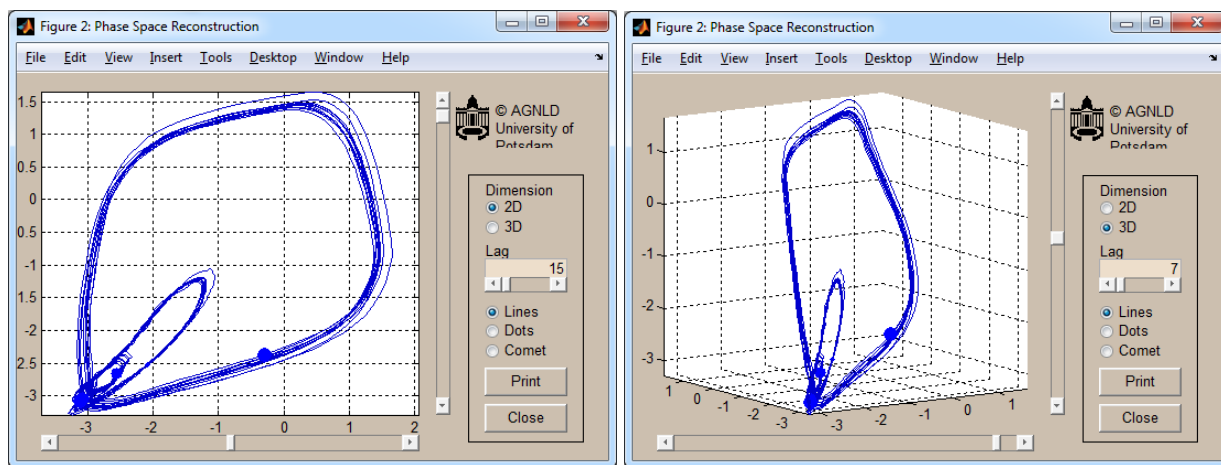 Figure 2: Phase Space Reconstruction
File Edit View Insert Tools Desktop Window Help
1.5
1
0.5
0
0.5
-1
1.5
-2
2.5
-3
-3 -2 -1 0 1 2
© AGNLD
University of
Potsdam
Dimension
2D
3D
Lag
15
Lines
Dots
Comet
Print
Close
Figure 2: Phase Space Reconstruction
File Edit View Insert Tools Desktop Window Help
1
0
-1
-2
-3
1 0 -1 -2 -3
-3 -2 -1 0 1
© AGNLD
University of
Potsdam
Dimension
2D
3D
Lag
7
Lines
Dots
Comet
Print
Close